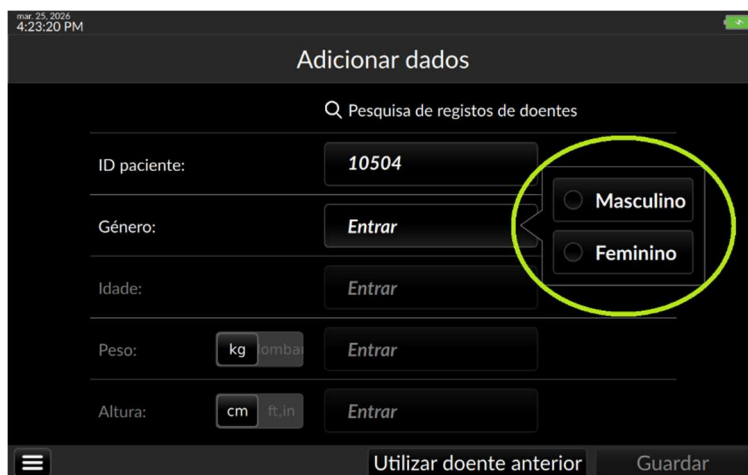 mar. 25, 2026
4:23:20 PM
Adicionar dados
Pesquisa de registos de doentes
ID paciente: 10504
Masculino
Género: Entrar
Feminino
Idade: Entrar
Peso: kg lombar Entrar
Altura: cm ft,in Entrar
Utilizar doente anterior Guardar